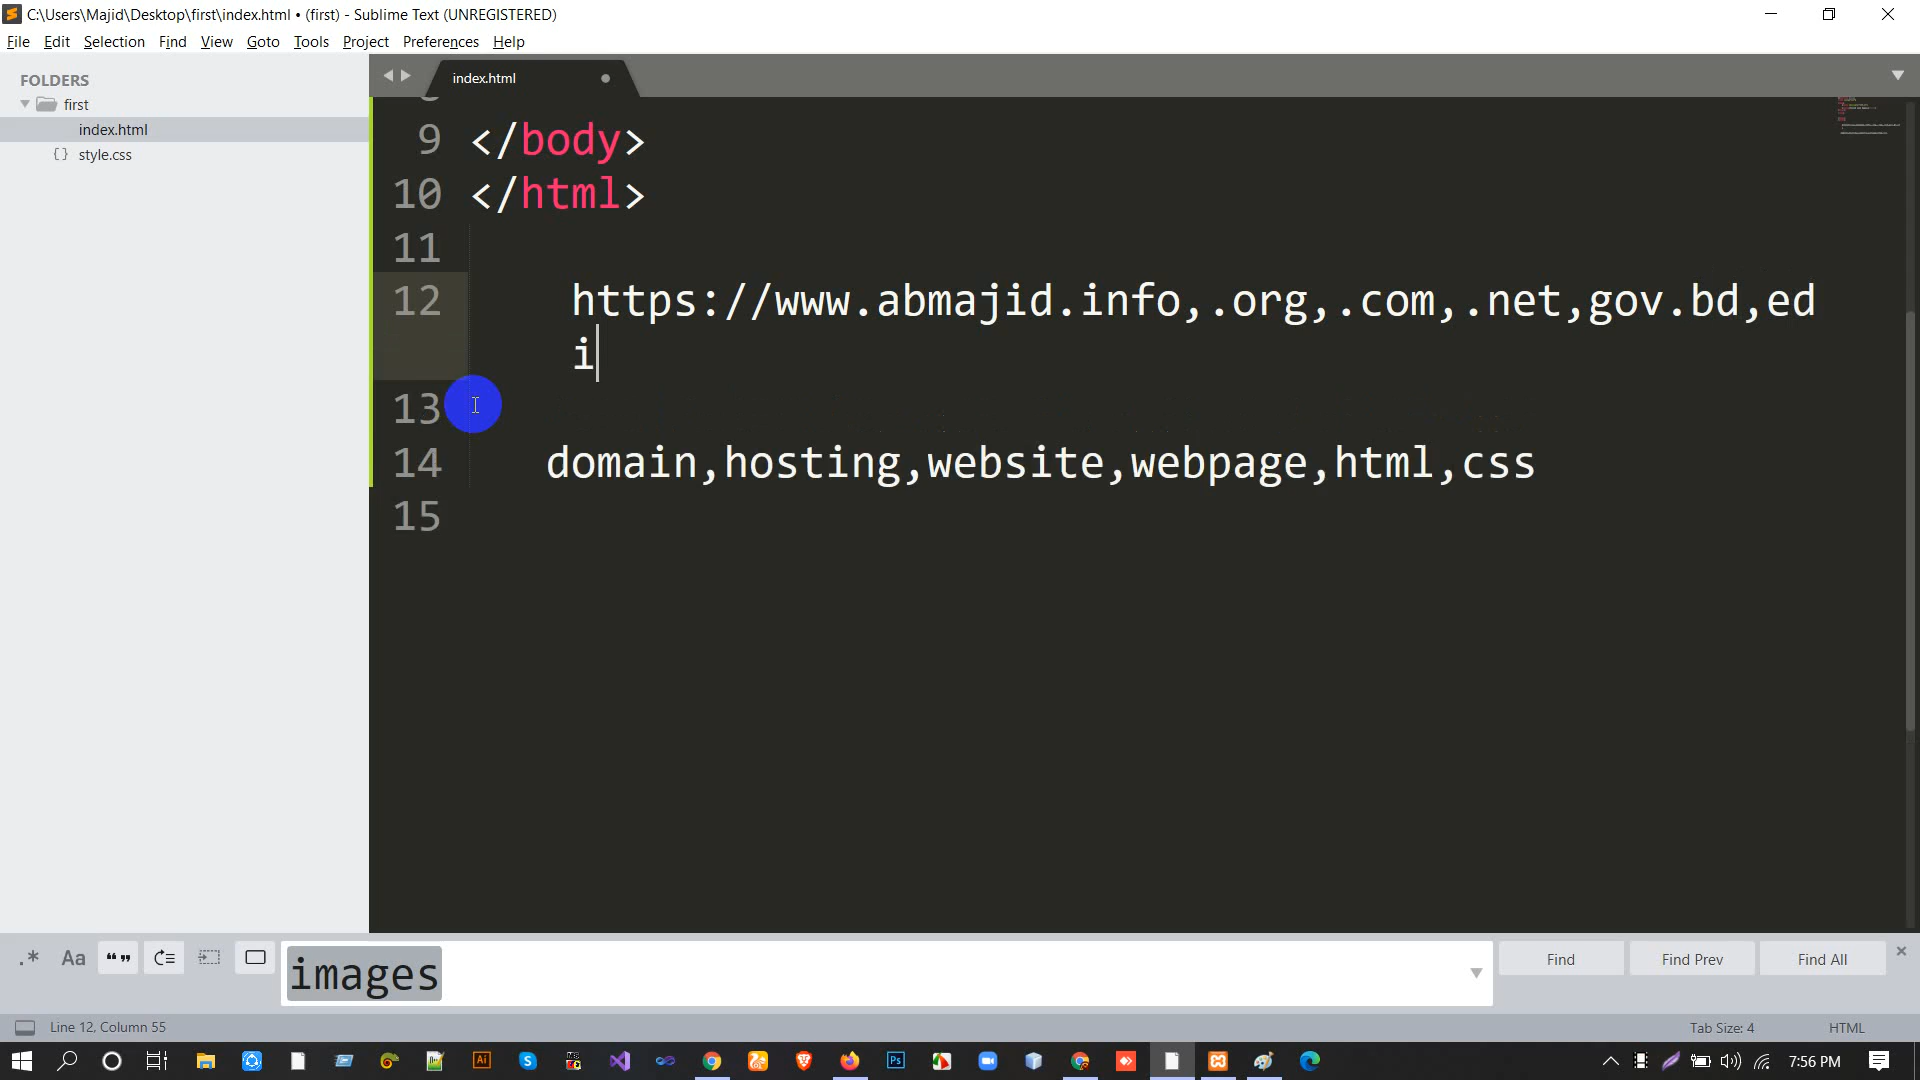 C:\Users\Majid\Desktop\first\index.html • (first) - Sublime Text (UNREGISTERED)
File Edit Selection Find View Goto Tools Project Preferences Help
FOLDERS
first
index.html
{} style.css
index.html
9 </body>
10 </html>
11
12 https://www.abmajid.info,.org,.com,.net,gov.bd,ed
i
13
14 domain,hosting,website,webpage,html,css
15
.* Aa images Find Find Prev Find All
Line 12, Column 55 Tab Size: 4 HTML
7:56 PM